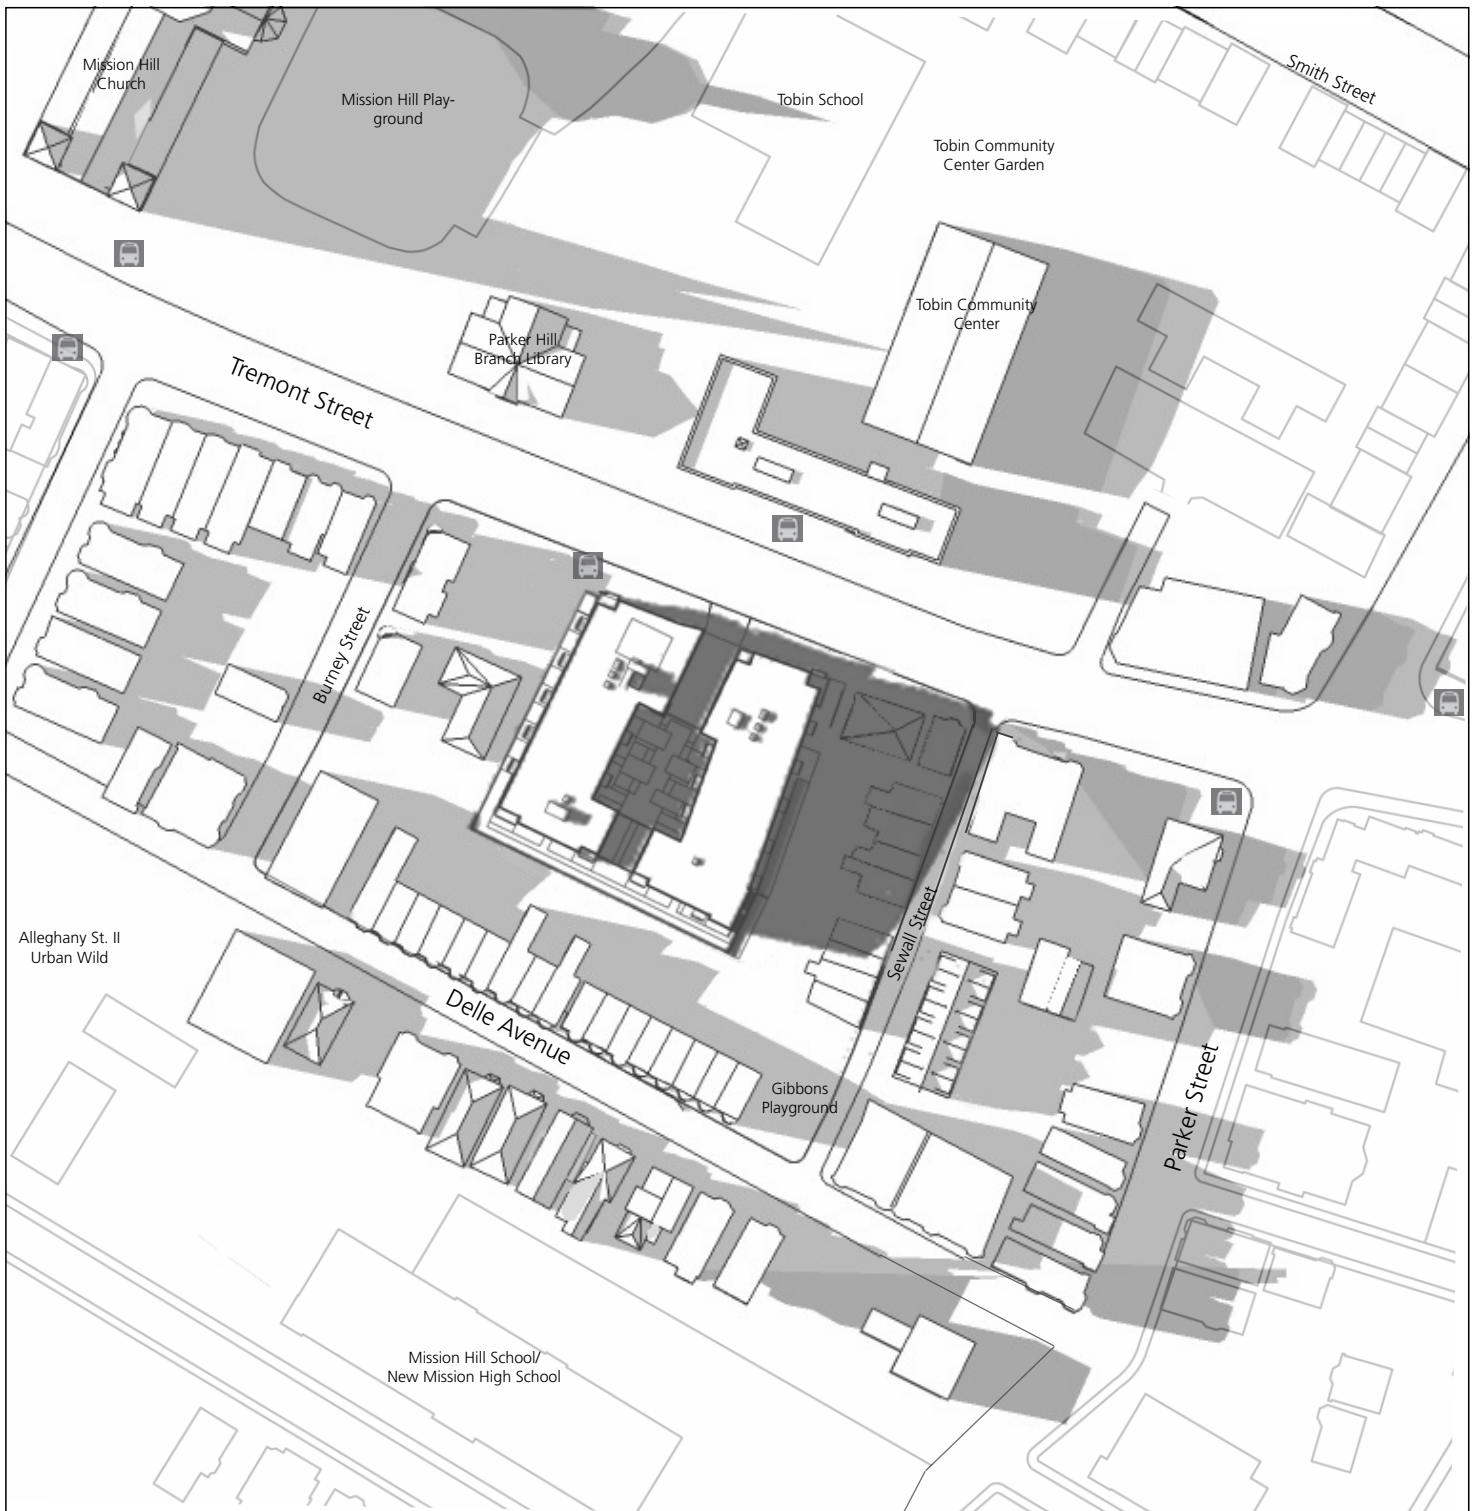 Smith Street
Mission Hill
Church
Mission Hill Play-
ground
Tobin School
Tobin Community
Center Garden
Tobin Community
Center
Parker Hill
Branch Library
Tremont Street
Burney Street
Sewall Street
Alleghany St. II
Urban Wild
Delle Avenue
Gibbons
Playground
Parker Street
Mission Hill School/
New Mission High School